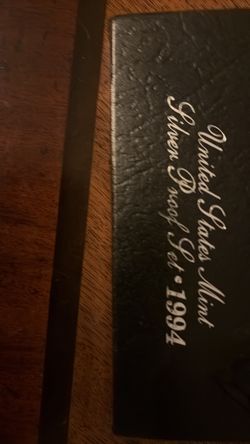 United States Mint
Silver Proof Set • 1994